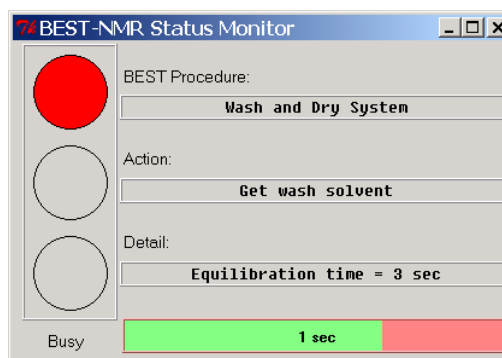 BEST-NMR Status Monitor
BEST Procedure:
Wash and Dry System
Action:
Get wash solvent
Detail:
Equilibration time = 3 sec
Busy
1 sec